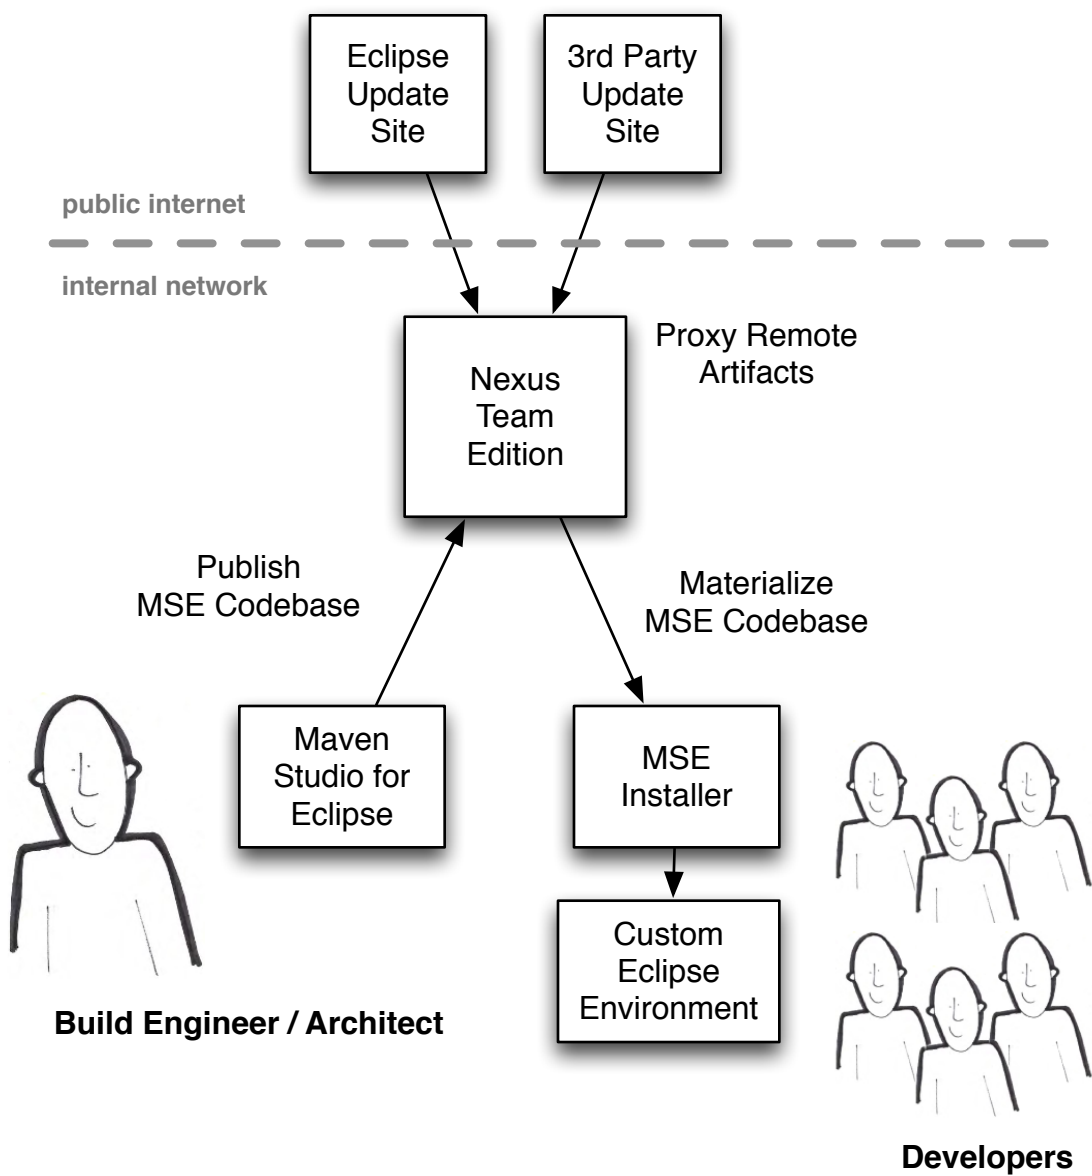 Eclipse
Update
Site
3rd Party
Update
Site
public internet
internal network
Proxy Remote
Artifacts
Nexus
Team
Edition
Publish
MSE Codebase
Materialize
MSE Codebase
Maven
Studio for
Eclipse
MSE
Installer
Custom
Eclipse
Environment
Build Engineer / Architect
Developers